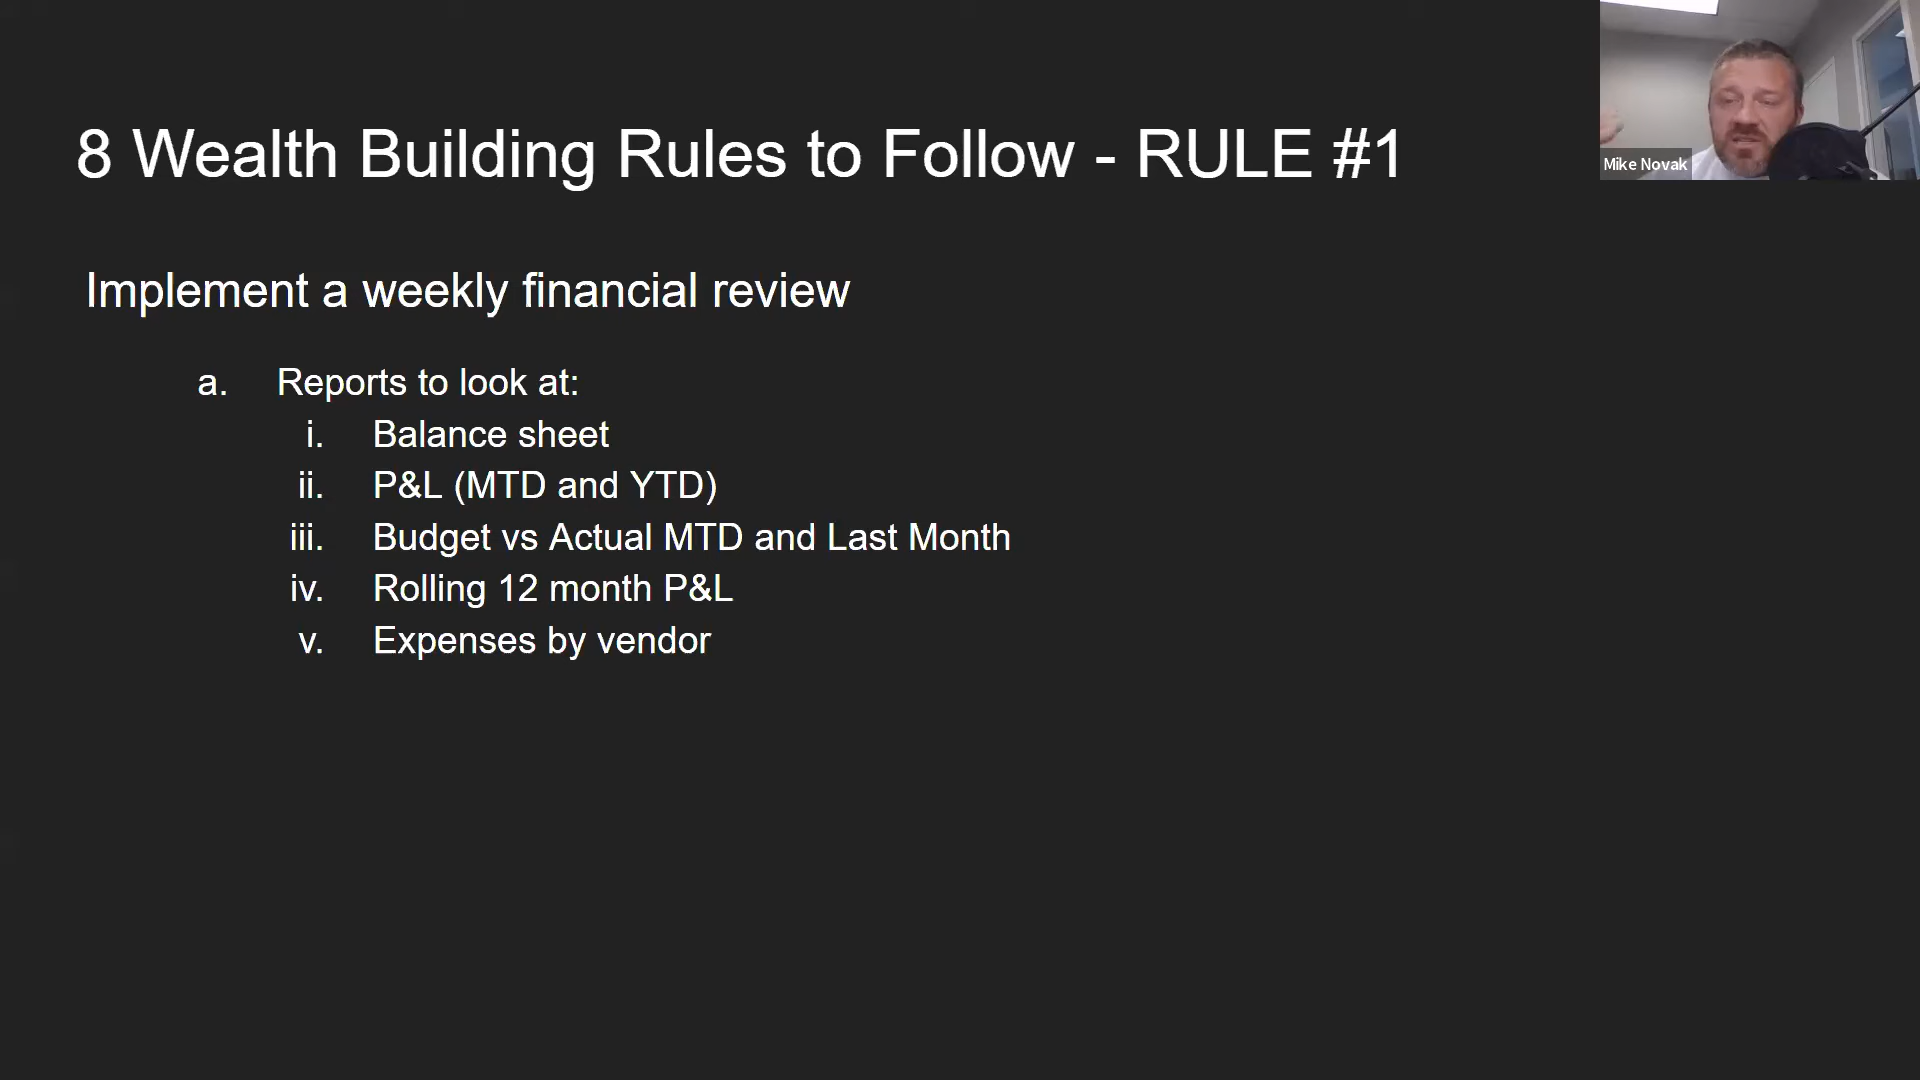 8 Wealth Building Rules to Follow - RULE #1
Mike Novak
Implement a weekly financial review
a. Reports to look at:
i. Balance sheet
ii. P&L (MTD and YTD)
iii. Budget vs Actual MTD and Last Month
iv. Rolling 12 month P&L
v. Expenses by vendor